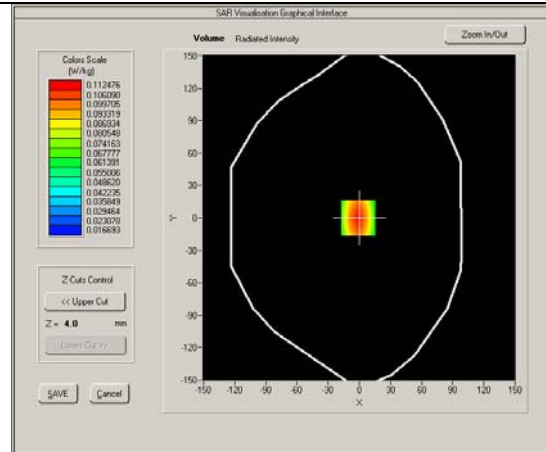 SAR Visualisation Graphical Interface
Volume Radiated Intensity
Zoom In/Out
Colors Scale
(W/kg)
0.112476
0.106090
0.099705
0.093319
0.086934
0.080548
0.074163
0.067777
0.061391
0.055006
0.048620
0.042235
0.035849
0.029464
0.023078
0.016693
150
120
90
60
30
0
-30
-60
-90
-120
-150
Y
-150 -120 -90 -60 -30 0 30 60 90 120 150
X
Z Cuts Control
<< Upper Cut
Z = 4.0 mm
Lower Cut >>
SAVE Cancel